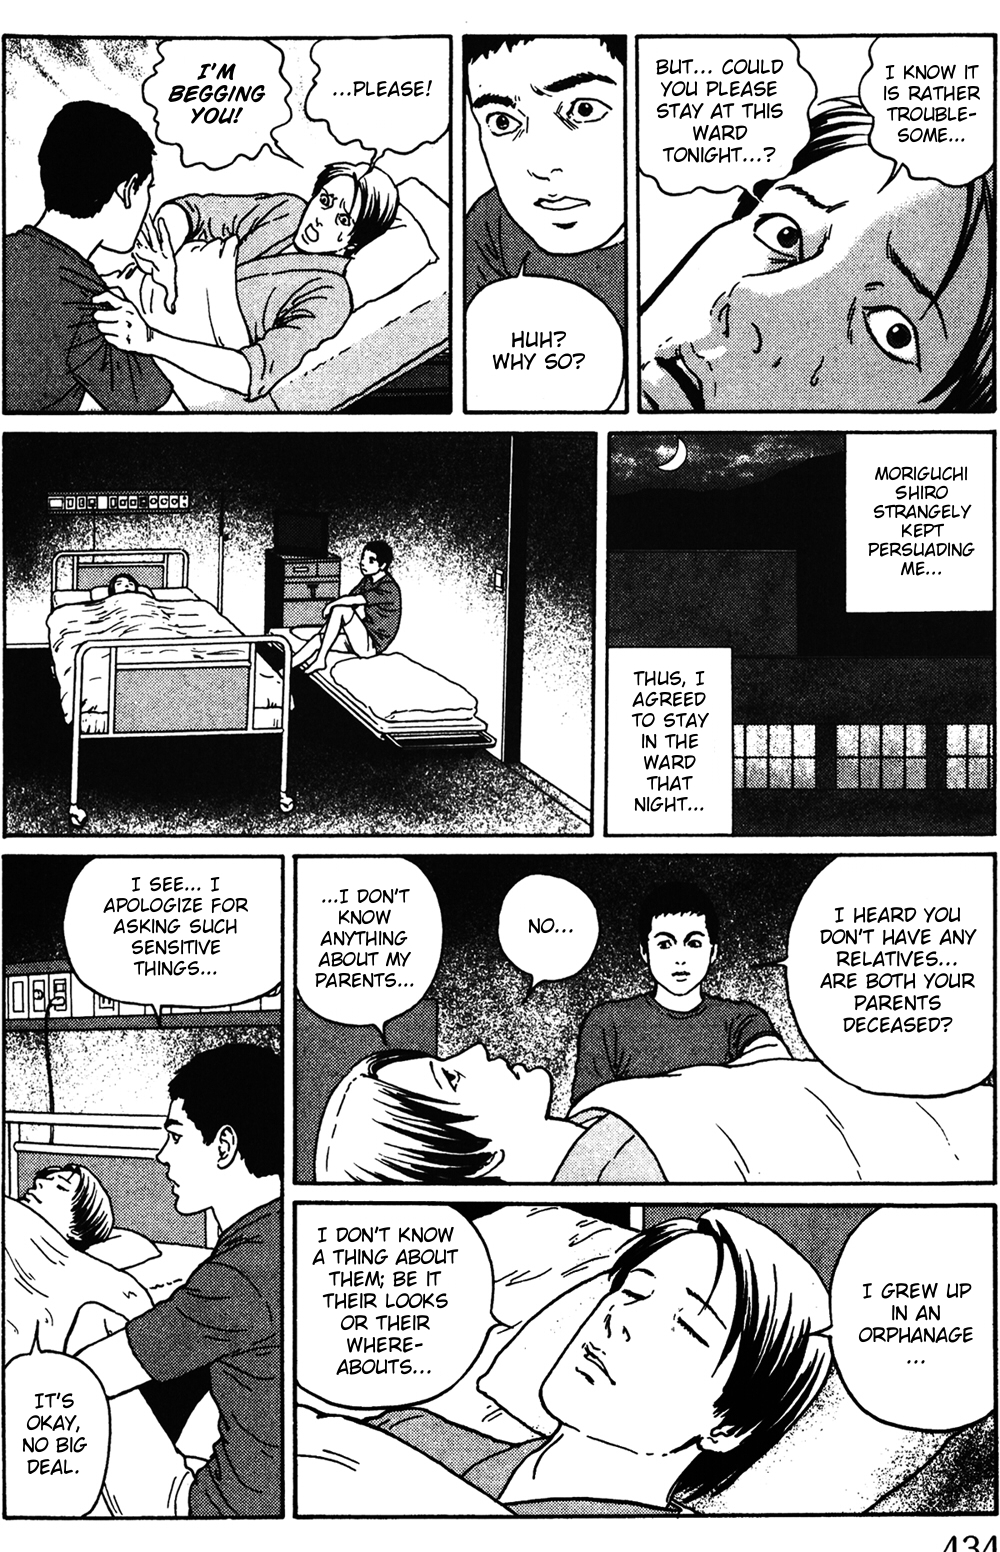 I KNOW IT
IS RATHER
TROUBLE-
SOME...
BUT... COULD
YOU PLEASE
STAY AT THIS
WARD
TONIGHT...?
HUH?
WHY SO?
...PLEASE!
I'M
BEGGING
YOU!
MORIGUCHI
SHIRO
STRANGELY
KEPT
PERSUADING
ME...
THUS, I
AGREED
TO STAY
IN THE
WARD
THAT
NIGHT...
I HEARD YOU
DON'T HAVE ANY
RELATIVES...
ARE BOTH YOUR
PARENTS
DECEASED?
NO...
...I DON'T
KNOW
ANYTHING
ABOUT MY
PARENTS...
I GREW UP
IN AN
ORPHANAGE
...
I DON'T KNOW
A THING ABOUT
THEM; BE IT
THEIR LOOKS
OR THEIR
WHERE-
ABOUTS...
I SEE... I
APOLOGIZE FOR
ASKING SUCH
SENSITIVE
THINGS...
IT'S
OKAY,
NO BIG
DEAL.
434